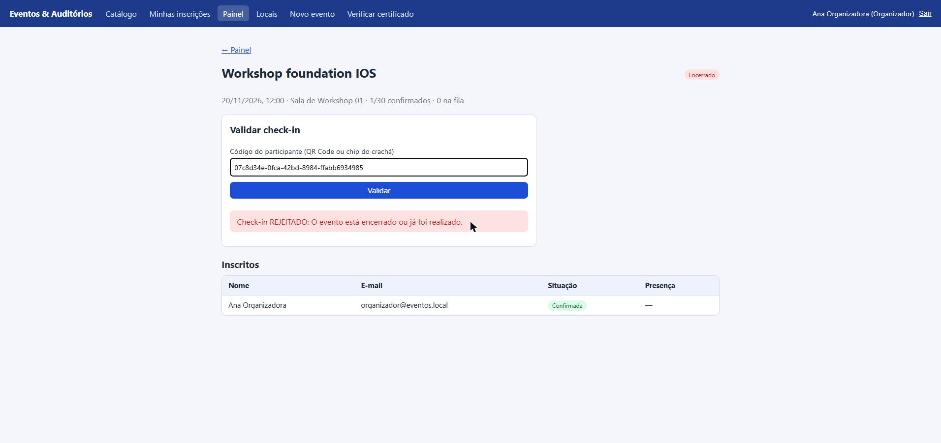 Eventos & Auditórios Catálogo Minhas inscrições Painel Locais Novo evento Verificar certificado Ana Organizadora (Organizador) Sair
← Painel
Workshop foundation IOS Encerrado
20/11/2026, 12:00 · Sala de Workshop 01 · 1/30 confirmados · 0 na fila
Validar check-in
Código do participante (QR Code ou chip do crachá)
07c8d34e-0fca-42bd-8984-ffabb6934985
Validar
Check-in REJEITADO: O evento está encerrado ou já foi realizado.
Inscritos
Nome E-mail Situação Presença
Ana Organizadora organizador@eventos.local Confirmada —